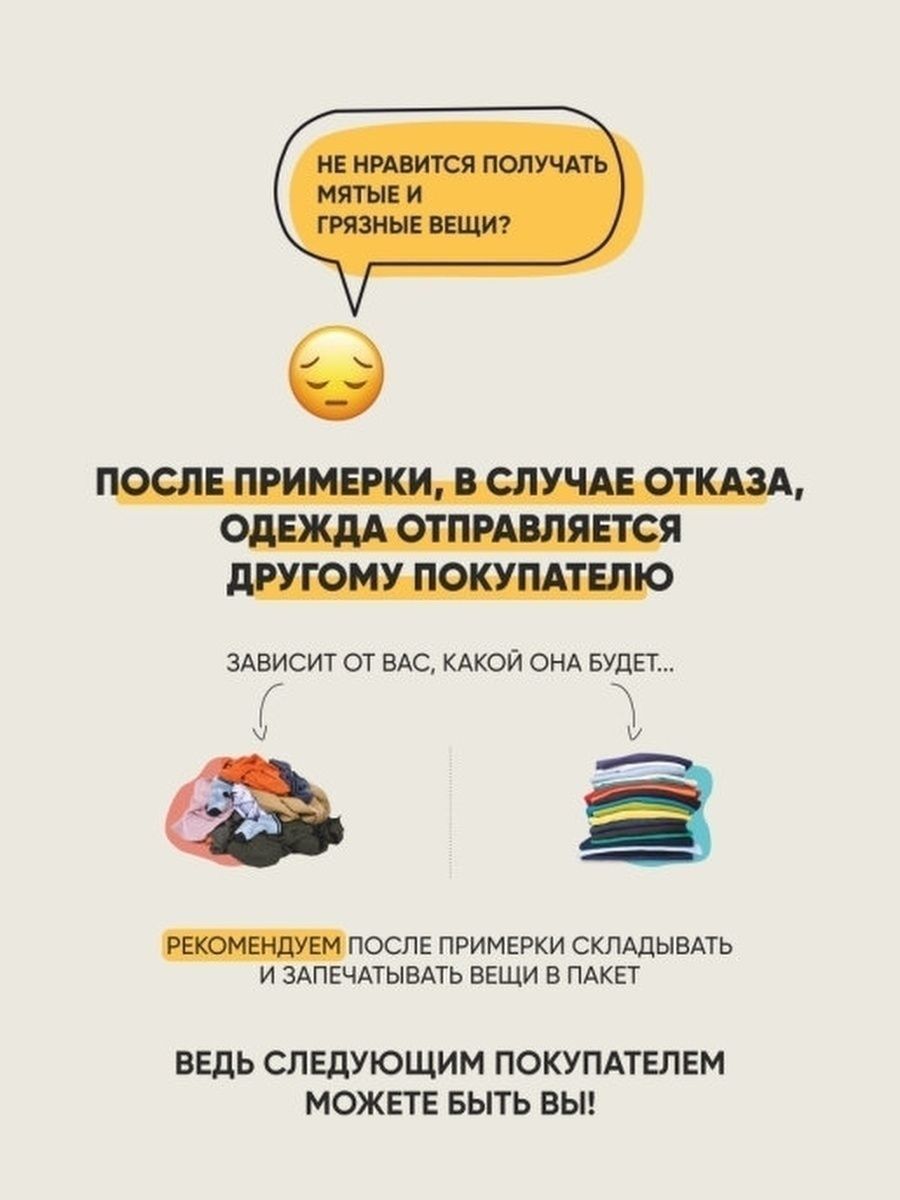 НЕ НРАВИТСЯ ПОЛУЧАТЬ
МЯТЫЕ И
ГРЯЗНЫЕ ВЕЩИ?
ПОСЛЕ ПРИМЕРКИ, В СЛУЧАЕ ОТКАЗА,
ОДЕЖДА ОТПРАВЛЯЕТСЯ
ДРУГОМУ ПОКУПАТЕЛЮ
ЗАВИСИТ ОТ ВАС, КАКОЙ ОНА БУДЕТ...
РЕКОМЕНДУЕМ ПОСЛЕ ПРИМЕРКИ СКЛАДЫВАТЬ
И ЗАПЕЧАТЫВАТЬ ВЕЩИ В ПАКЕТ
ВЕДЬ СЛЕДУЮЩИМ ПОКУПАТЕЛЕМ
МОЖЕТЕ БЫТЬ ВЫ!